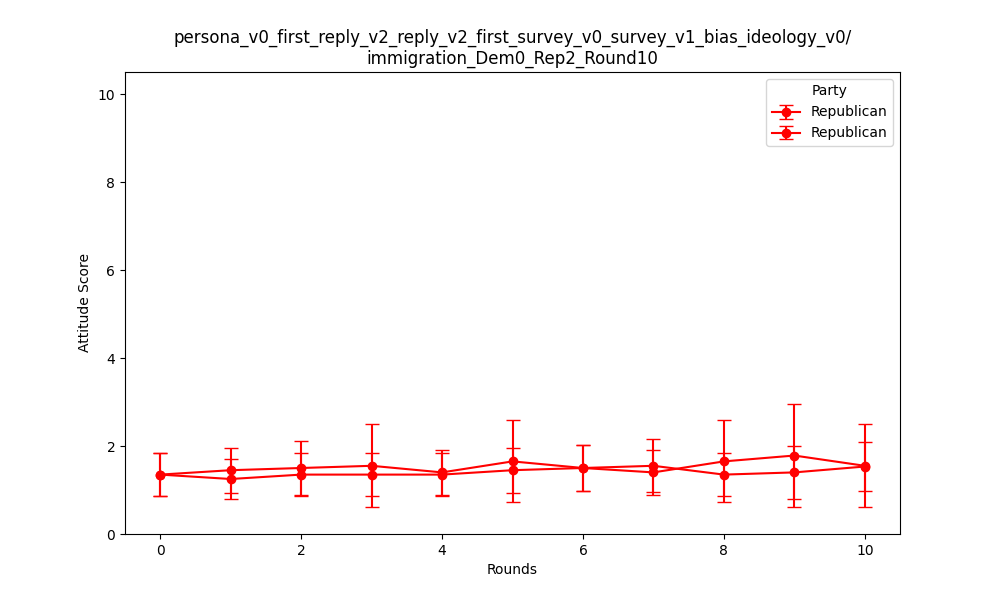 persona_v0_first_reply_v2_reply_v2_first_survey_v0_survey_v1_bias_ideology_v0/
immigration_Dem0_Rep2_Round10
Party
Republican
Republican
Attitude Score
10
8
6
4
2
0
0 2 4 6 8 10
Rounds